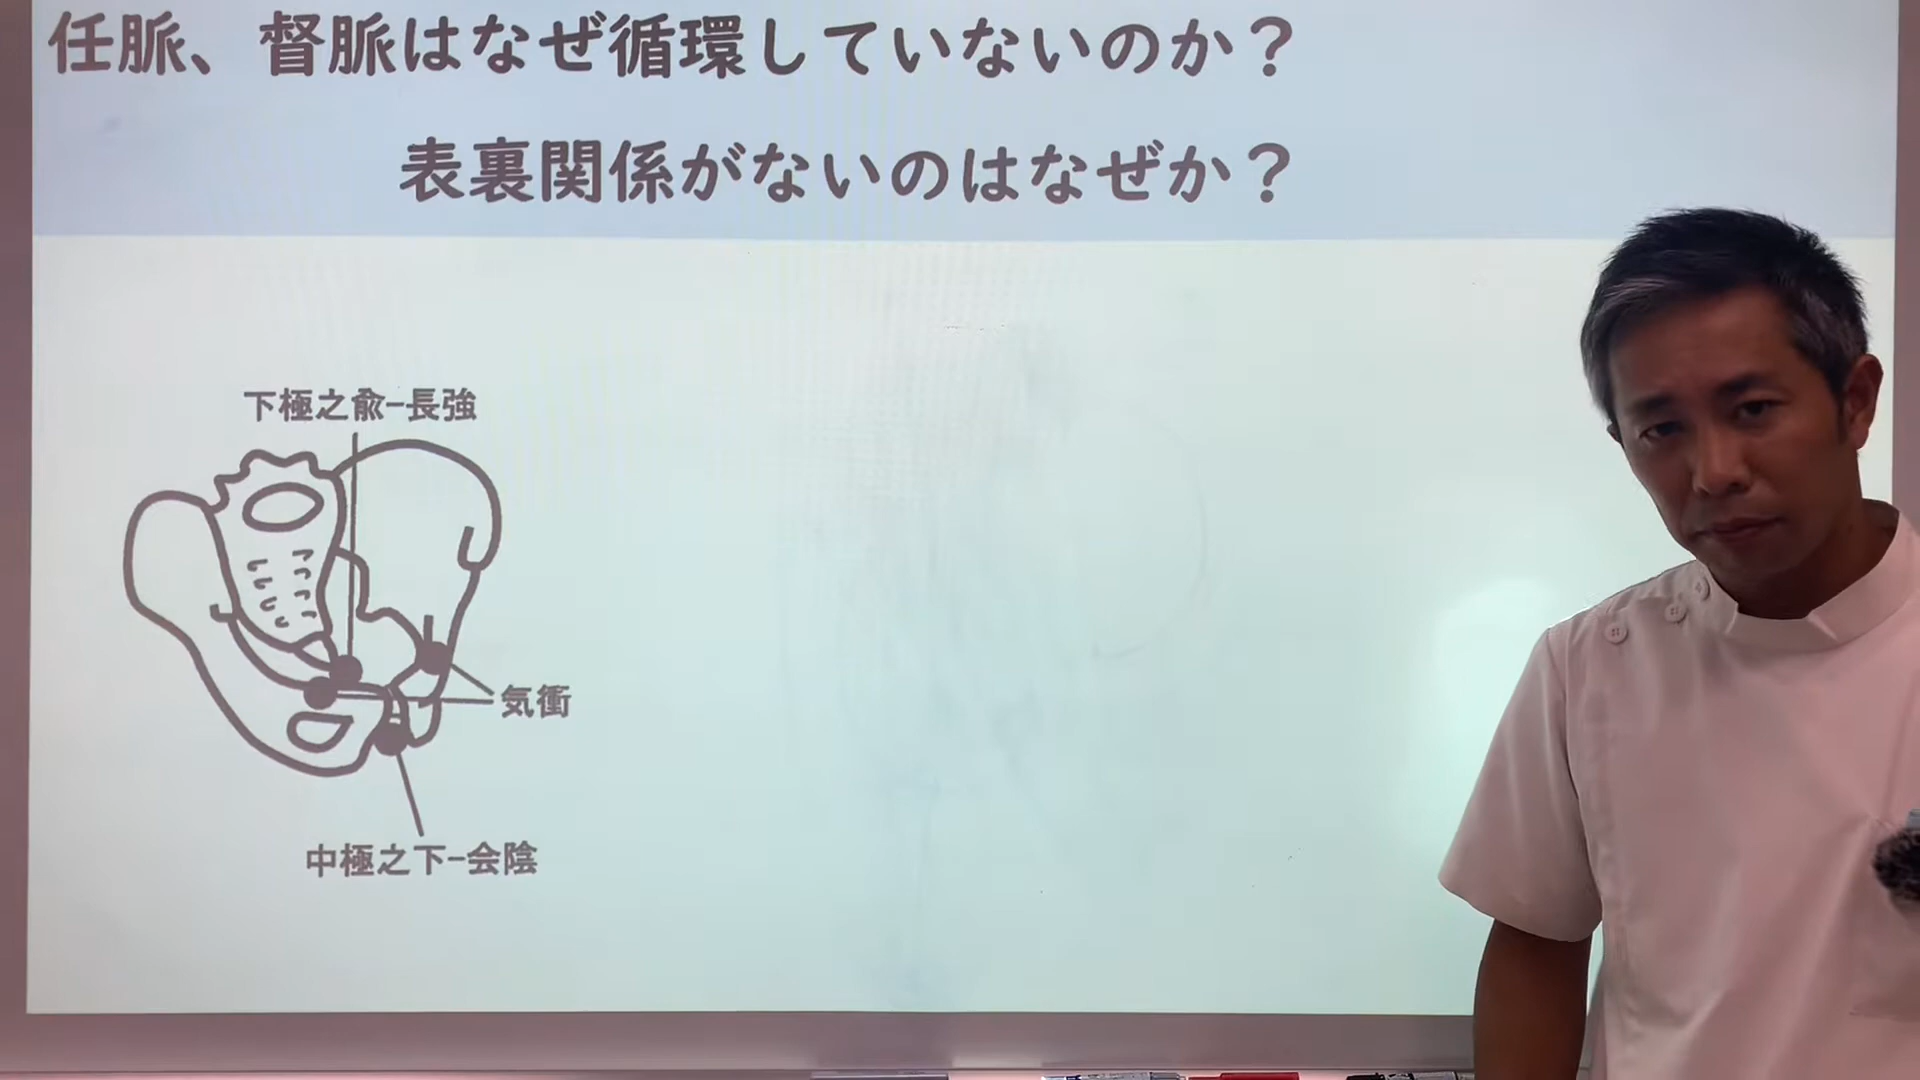 任脈、督脈はなぜ循環していないのか？
表裏関係がないのはなぜか？
下極之兪−長強
気衝
中極之下−会陰